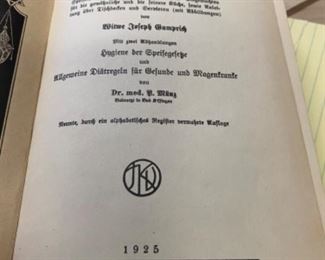 für die gewöhnliche und die feinere Küche, sowie Anlei-
tung über Tischdecken und Servieren (mit Abbildungen)
von
Witwe Joseph Gumprich
Mit zwei Abhandlungen
Hygiene der Speisegesetze
und
Allgemeine Diätregeln für Gesunde und Magenkranke
von
Dr. med. P. Münz
Badearzt in Bad Kissingen
Neunte, durch ein alphabetisches Register vermehrte Auflage
1925